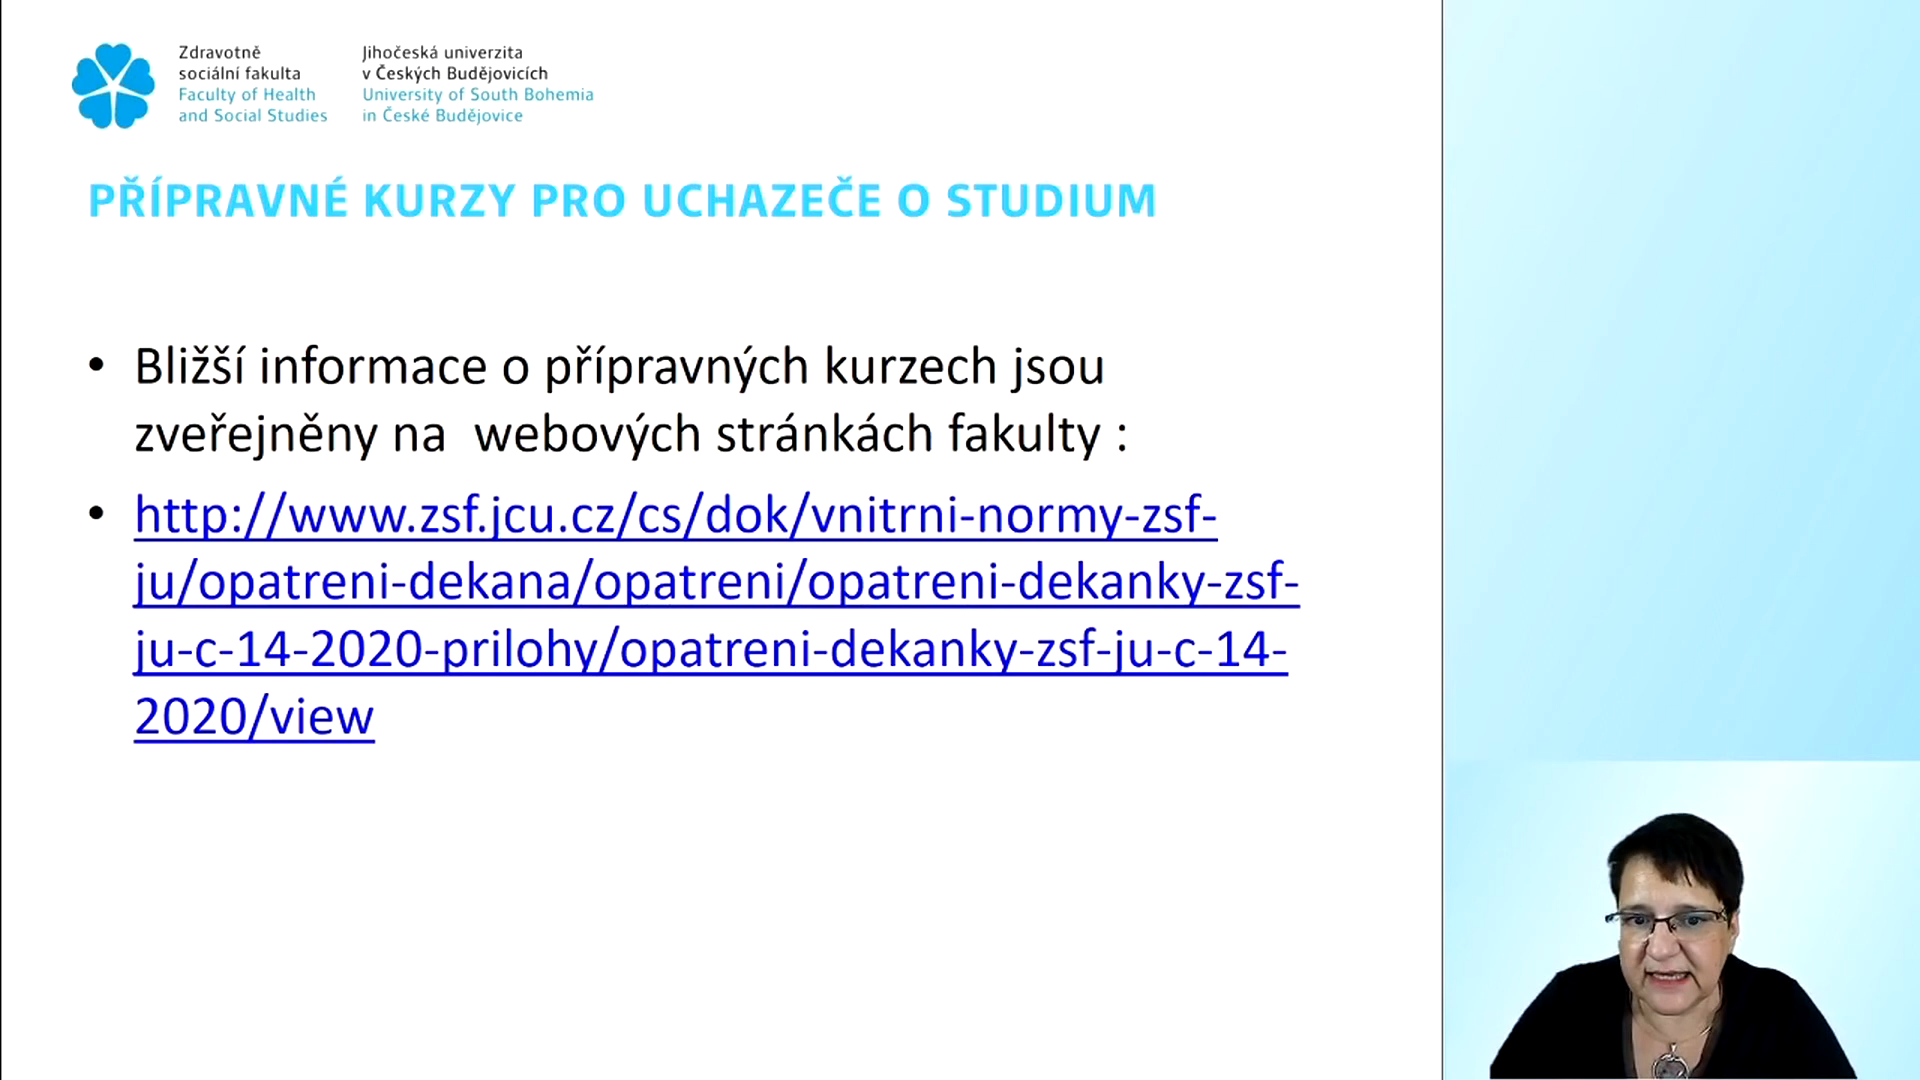 Zdravotně
sociální fakulta
Faculty of Health
and Social Studies
Jihočeská univerzita
v Českých Budějovicích
University of South Bohemia
in České Budějovice
PŘÍPRAVNÉ KURZY PRO UCHAZEČE O STUDIUM
• Bližší informace o přípravných kurzech jsou
zveřejněny na  webových stránkách fakulty :
• http://www.zsf.jcu.cz/cs/dok/vnitrni-normy-zsf-
ju/opatreni-dekana/opatreni/opatreni-dekanky-zsf-
ju-c-14-2020-prilohy/opatreni-dekanky-zsf-ju-c-14-
2020/view